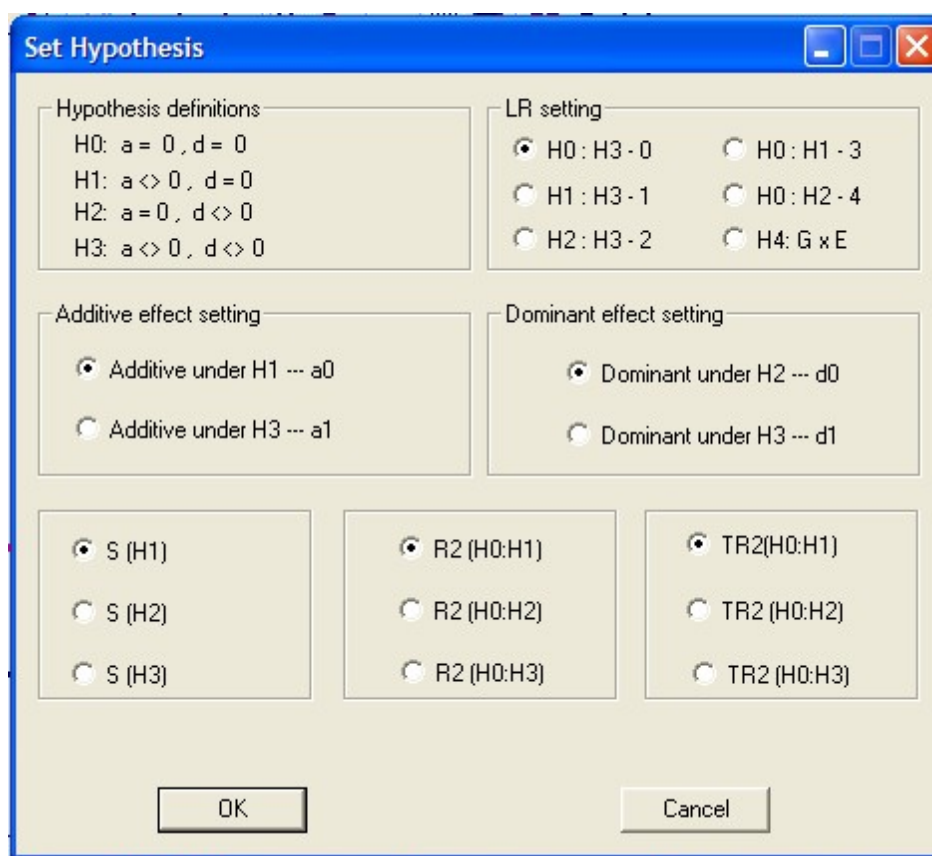 Set Hypothesis
Hypothesis definitions
H0: a = 0 , d = 0
H1: a <> 0 , d = 0
H2: a = 0 , d <> 0
H3: a <> 0 , d <> 0
LR setting
H0 : H3 - 0
H0 : H1 - 3
H1 : H3 - 1
H0 : H2 - 4
H2 : H3 - 2
H4: G x E
Additive effect setting
Additive under H1 --- a0
Additive under H3 --- a1
Dominant effect setting
Dominant under H2 --- d0
Dominant under H3 --- d1
S (H1)
S (H2)
S (H3)
R2 (H0:H1)
R2 (H0:H2)
R2 (H0:H3)
TR2(H0:H1)
TR2 (H0:H2)
TR2 (H0:H3)
OK
Cancel